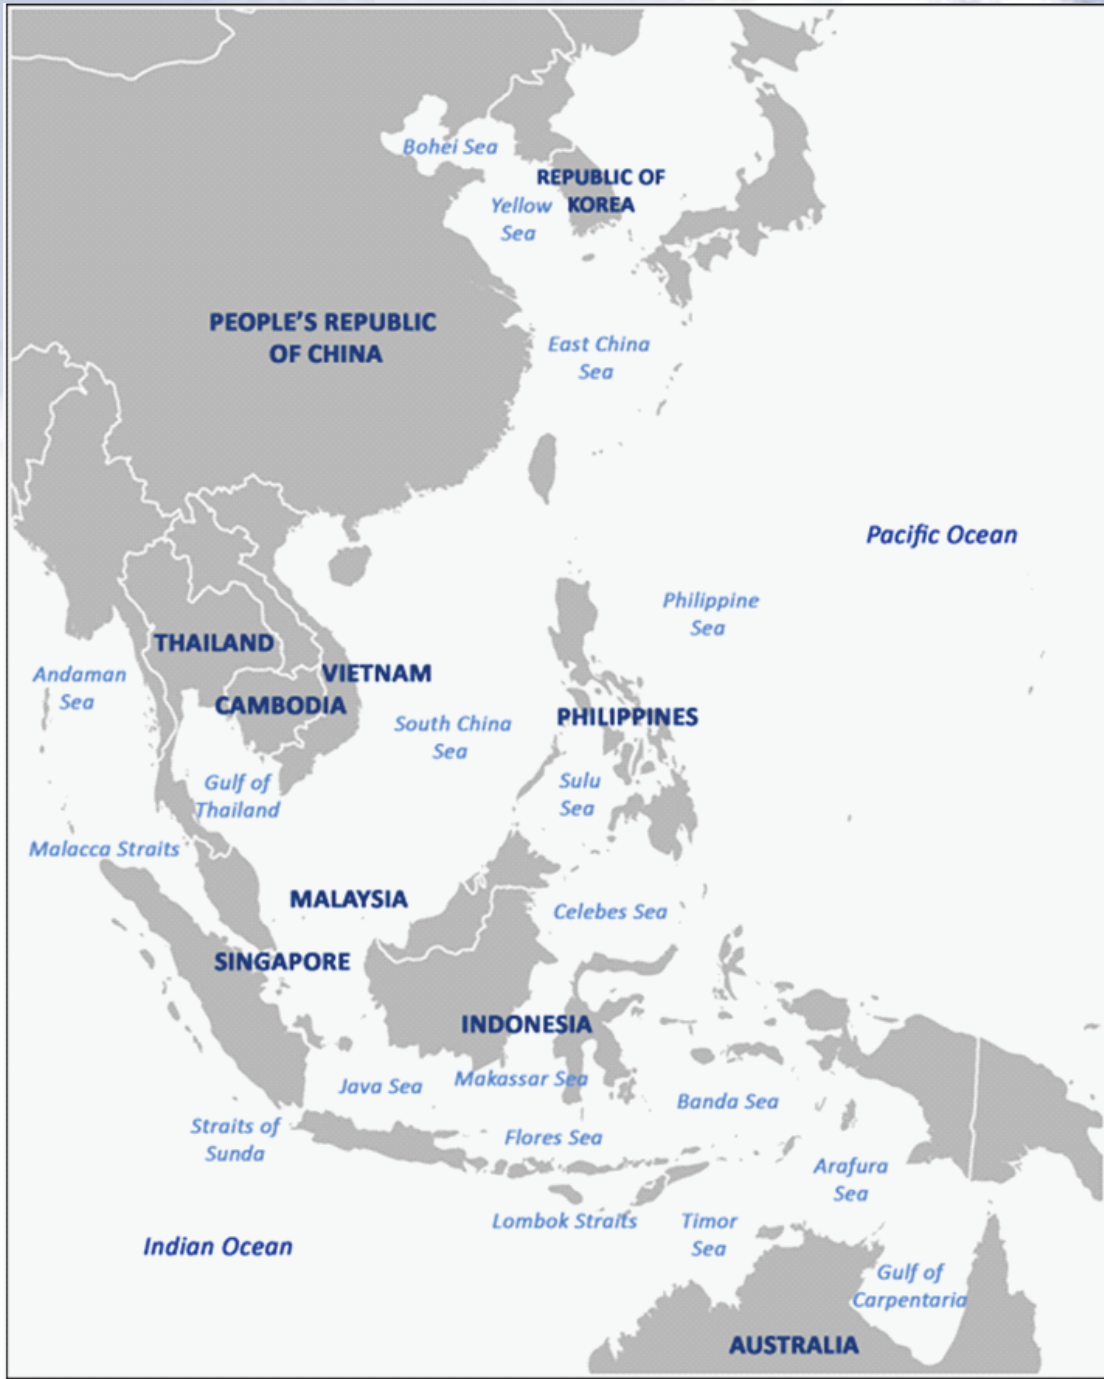 Bohei Sea
REPUBLIC OF
KOREA
Yellow
Sea
PEOPLE'S REPUBLIC
OF CHINA
East China
Sea
Pacific Ocean
Philippine
Sea
THAILAND
Andaman
Sea
VIETNAM
CAMBODIA
South China
Sea
PHILIPPINES
Gulf of
Thailand
Sulu
Sea
Malacca Straits
MALAYSIA
Celebes Sea
SINGAPORE
INDONESIA
Java Sea
Makassar Sea
Banda Sea
Straits of
Sunda
Flores Sea
Arafura
Sea
Lombok Straits
Timor
Sea
Indian Ocean
Gulf of
Carpentaria
AUSTRALIA